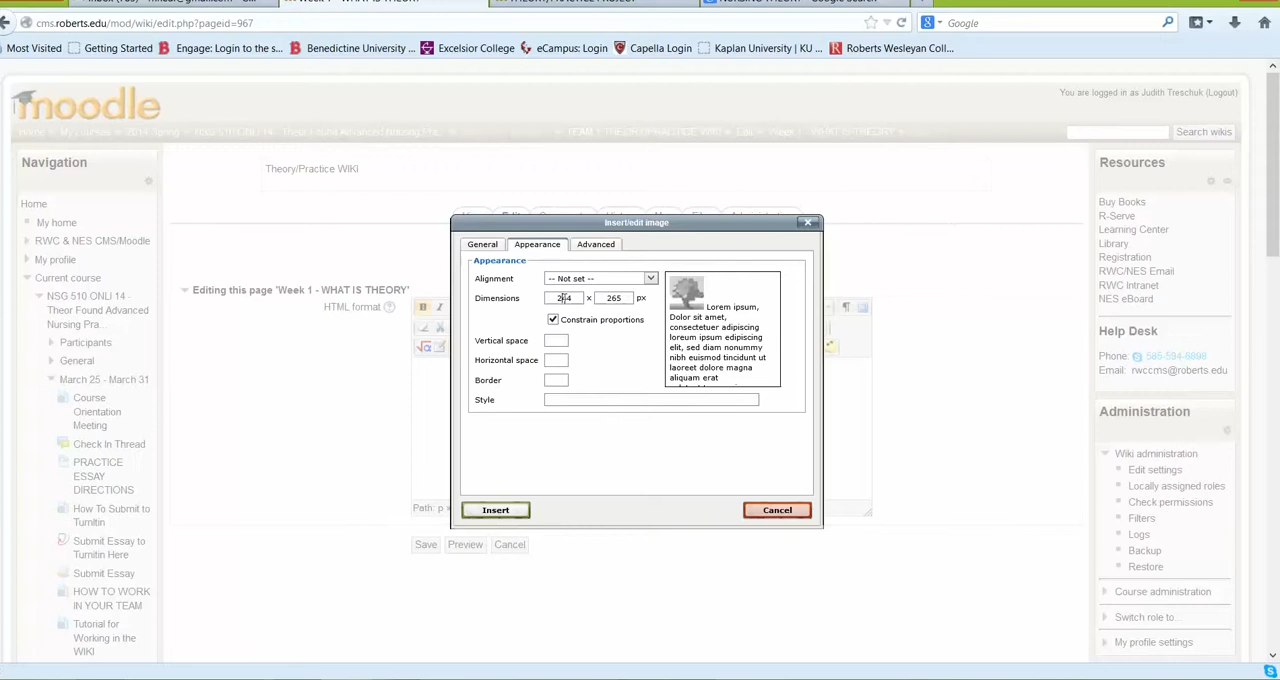 cms.roberts.edu/mod/wiki/edit.php?pageid=967
Google
Most Visited Getting Started Engage: Login to the s... Benedictine University ... Excelsior College eCampus: Login Capella Login Kaplan University | KU ... Roberts Wesleyan Coll...
moodle
You are logged in as Judith Treschuk (Logout)
Search wikis
Navigation
Home
My home
RWC & NES CMS/Moodle
My profile
Current course
NSG 510 ONLI 14 -
Theor Found Advanced
Nursing Pra...
Participants
General
March 25 - March 31
Course
Orientation
Meeting
Check In Thread
PRACTICE
ESSAY
DIRECTIONS
How To Submit to
Turnitin
Submit Essay to
Turnitin Here
Submit Essay
HOW TO WORK
IN YOUR TEAM
Tutorial for
Working in the
WIKI
Theory/Practice WIKI
Editing this page 'Week 1 - WHAT IS THEORY'
HTML format
Path: p
Save Preview Cancel
Insert/edit image
General Appearance Advanced
Appearance
Alignment -- Not set --
Dimensions x 265 px
Constrain proportions
Vertical space
Horizontal space
Border
Style
Lorem ipsum,
Dolor sit amet,
consectetuer adipiscing
loreum ipsum edipiscing
elit, sed diam nonummy
nibh euismod tincidunt ut
laoreet dolore magna
aliquam erat
Insert Cancel
Resources
Buy Books
R-Serve
Learning Center
Library
Registration
RWC/NES Email
RWC Intranet
NES eBoard
Help Desk
Phone: 585-594-6898
Email: rwccms@roberts.edu
Administration
Wiki administration
Edit settings
Locally assigned roles
Check permissions
Filters
Logs
Backup
Restore
Course administration
Switch role to...
My profile settings